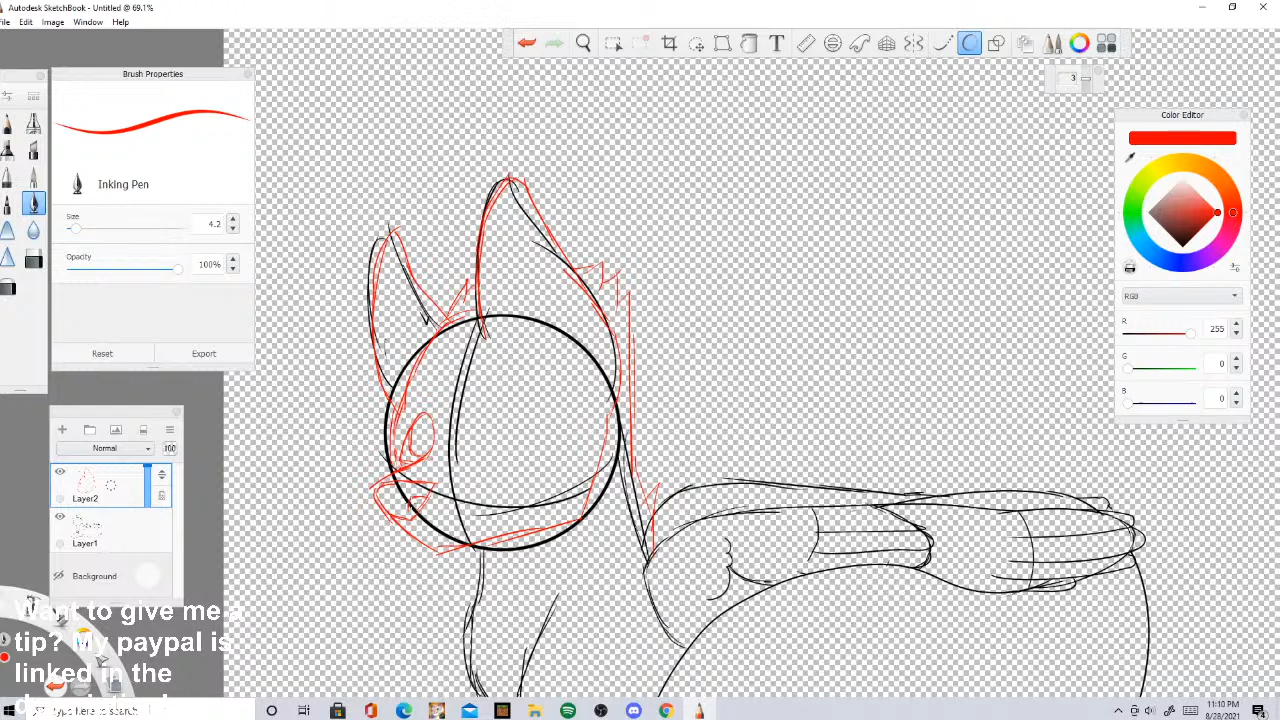 Autodesk SketchBook - Untitled @ 69.1%
File Edit Image Window Help
3
Brush Properties
Inking Pen
Size
4.2
Opacity
100%
Reset Export
Color Editor
RGB
R 255
G 0
B 0
Normal 100
Layer2
Layer1
Background
Want to give me a
tip? My paypal is
linked in the
Type here to search
11:10 PM
8/28/2021